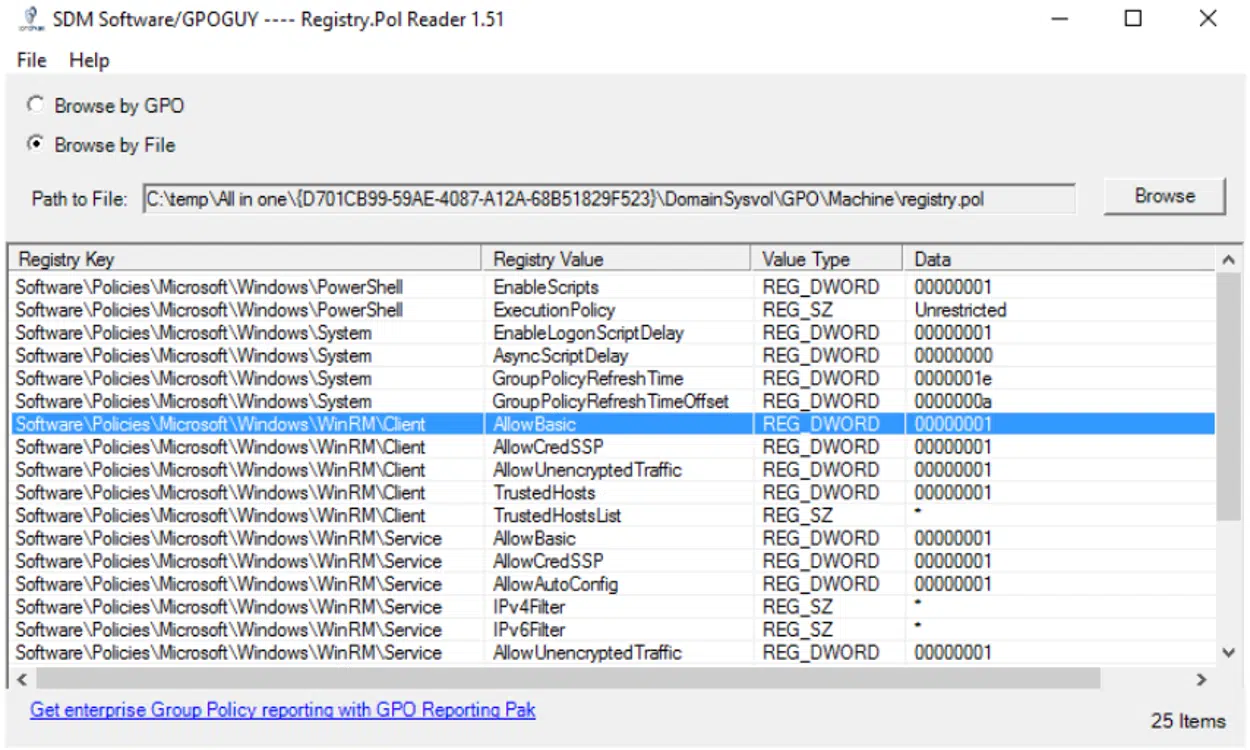 SDM Software/GPOGUY ---- Registry.Pol Reader 1.51
File Help
Browse by GPO
Browse by File
Path to File: C:\temp\All in one\{D701CB99-59AE-4087-A12A-68B51829F523}\DomainSysvol\GPO\Machine\registry.pol Browse
Registry Key Registry Value Value Type Data
Software\Policies\Microsoft\Windows\PowerShell EnableScripts REG_DWORD 00000001
Software\Policies\Microsoft\Windows\PowerShell ExecutionPolicy REG_SZ Unrestricted
Software\Policies\Microsoft\Windows\System EnableLogonScriptDelay REG_DWORD 00000001
Software\Policies\Microsoft\Windows\System AsyncScriptDelay REG_DWORD 00000000
Software\Policies\Microsoft\Windows\System GroupPolicyRefreshTime REG_DWORD 0000001e
Software\Policies\Microsoft\Windows\System GroupPolicyRefreshTimeOffset REG_DWORD 0000000a
Software\Policies\Microsoft\Windows\WinRM\Client AllowBasic REG_DWORD 00000001
Software\Policies\Microsoft\Windows\WinRM\Client AllowCredSSP REG_DWORD 00000001
Software\Policies\Microsoft\Windows\WinRM\Client AllowUnencryptedTraffic REG_DWORD 00000001
Software\Policies\Microsoft\Windows\WinRM\Client TrustedHosts REG_DWORD 00000001
Software\Policies\Microsoft\Windows\WinRM\Client TrustedHostsList REG_SZ *
Software\Policies\Microsoft\Windows\WinRM\Service AllowBasic REG_DWORD 00000001
Software\Policies\Microsoft\Windows\WinRM\Service AllowCredSSP REG_DWORD 00000001
Software\Policies\Microsoft\Windows\WinRM\Service AllowAutoConfig REG_DWORD 00000001
Software\Policies\Microsoft\Windows\WinRM\Service IPv4Filter REG_SZ *
Software\Policies\Microsoft\Windows\WinRM\Service IPv6Filter REG_SZ *
Software\Policies\Microsoft\Windows\WinRM\Service AllowUnencryptedTraffic REG_DWORD 00000001
Get enterprise Group Policy reporting with GPO Reporting Pak
25 Items